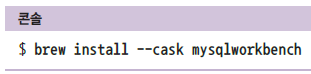 콘솔
$ brew install --cask mysqlworkbench